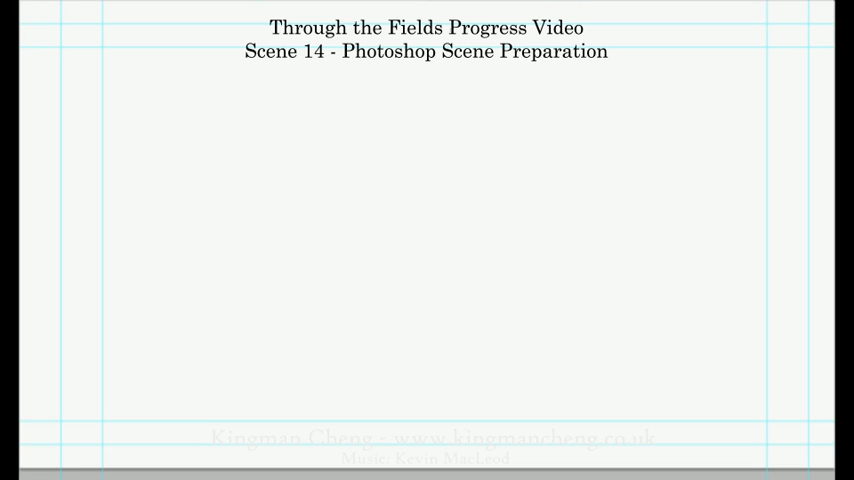 Through the Fields Progress Video
Scene 14 - Photoshop Scene Preparation
Kingman Cheng - www.kingmancheng.co.uk
Music: Kevin MacLeod